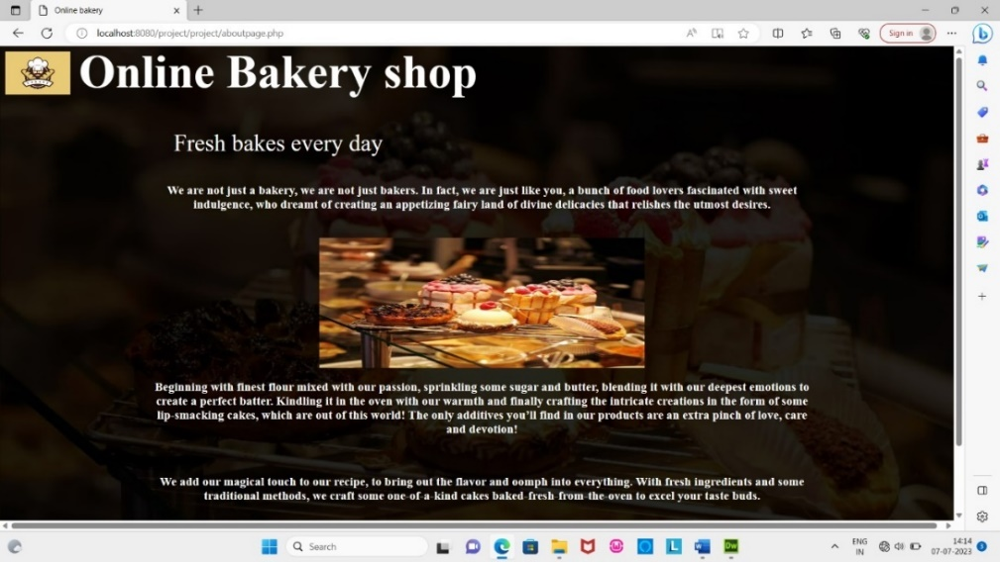 Online bakery
localhost:8080/project/project/aboutpage.php
Sign in
Online Bakery shop
Fresh bakes every day
We are not just a bakery, we are not just bakers. In fact, we are just like you, a bunch of food lovers fascinated with sweet
indulgence, who dreamt of creating an appetizing fairy land of divine delicacies that relishes the utmost desires.
Beginning with finest flour mixed with our passion, sprinkling some sugar and butter, blending it with our deepest emotions to
create a perfect batter. Kindling it in the oven with our warmth and finally crafting the intricate creations in the form of some
lip-smacking cakes, which are out of this world! The only additives you'll find in our products are an extra pinch of love, care
and devotion!
We add our magical touch to our recipe, to bring out the flavor and oomph into everything. With fresh ingredients and some
traditional methods, we craft some one-of-a-kind cakes baked-fresh-from-the-oven to excel your taste buds.
Search
ENG
IN
14:14
07-07-2023